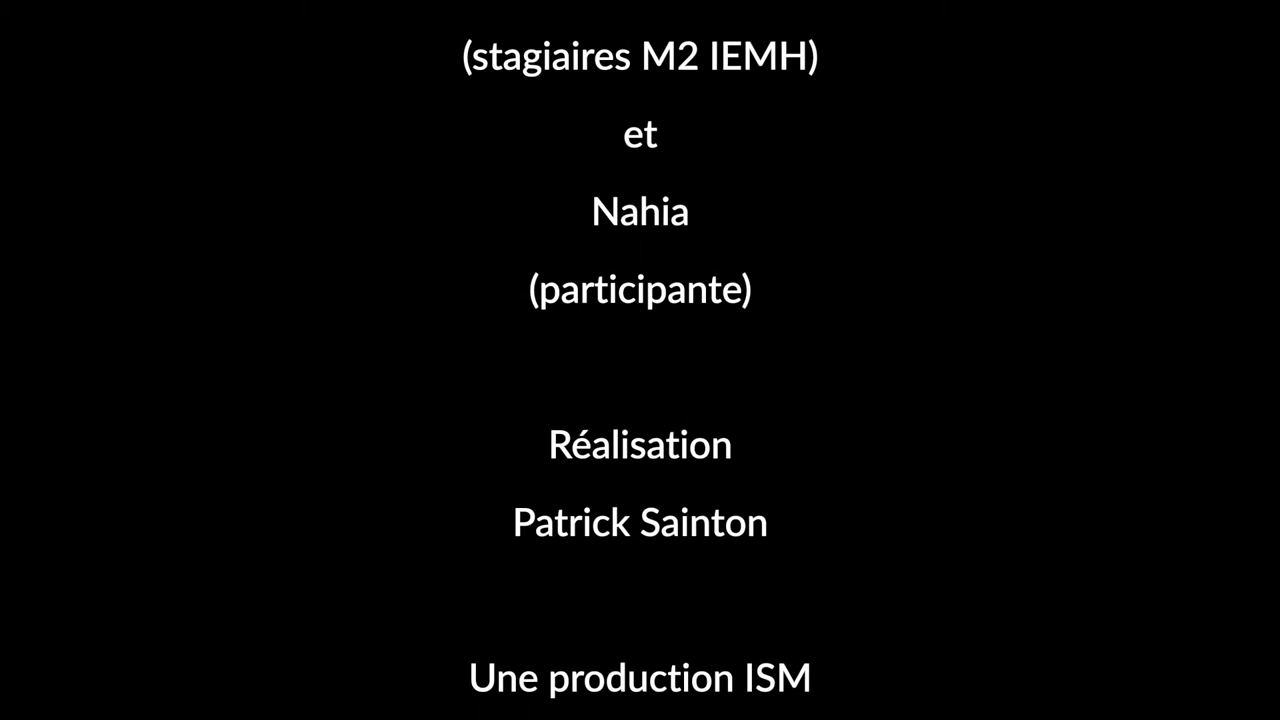 (stagiaires M2 IEMH)
et
Nahia
(participante)
Réalisation
Patrick Sainton
Une production ISM